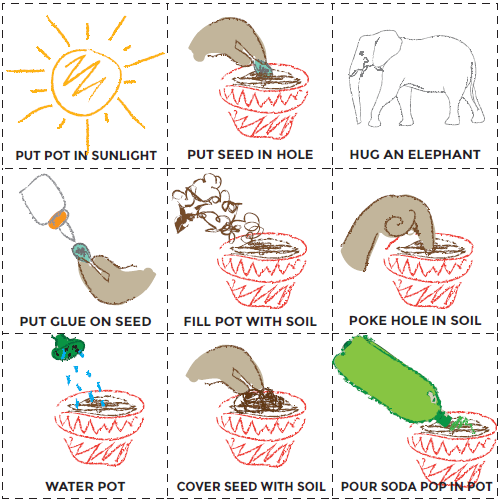 PUT POT IN SUNLIGHT
PUT SEED IN HOLE
HUG AN ELEPHANT
PUT GLUE ON SEED
FILL POT WITH SOIL
POKE HOLE IN SOIL
WATER POT
COVER SEED WITH SOIL
POUR SODA POP IN POT